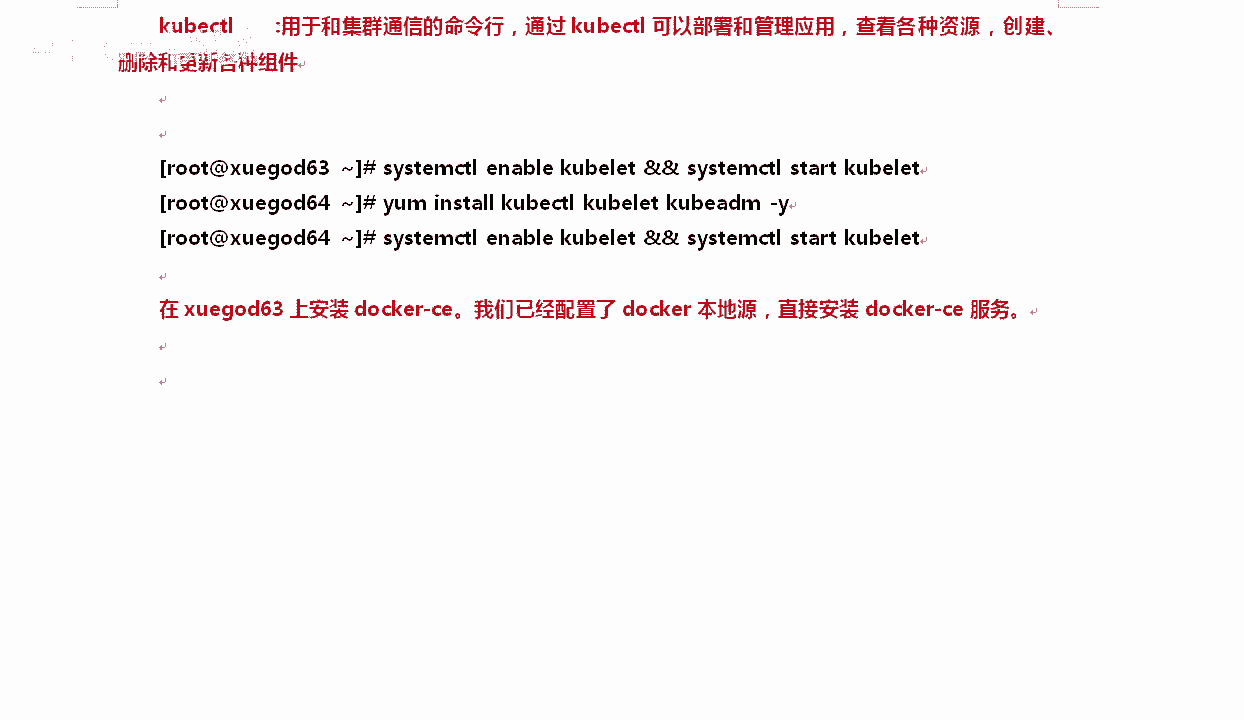 kubectl :用于和集群通信的命令行，通过 kubectl 可以部署和管理应用，查看各种资源，创建、
删除和更新各种组件
[root@xuegod63 ~]# systemctl enable kubelet && systemctl start kubelet
[root@xuegod64 ~]# yum install kubectl kubelet kubeadm -y
[root@xuegod64 ~]# systemctl enable kubelet && systemctl start kubelet
在 xuegod63 上安装 docker-ce。我们已经配置了 docker 本地源，直接安装 docker-ce 服务。